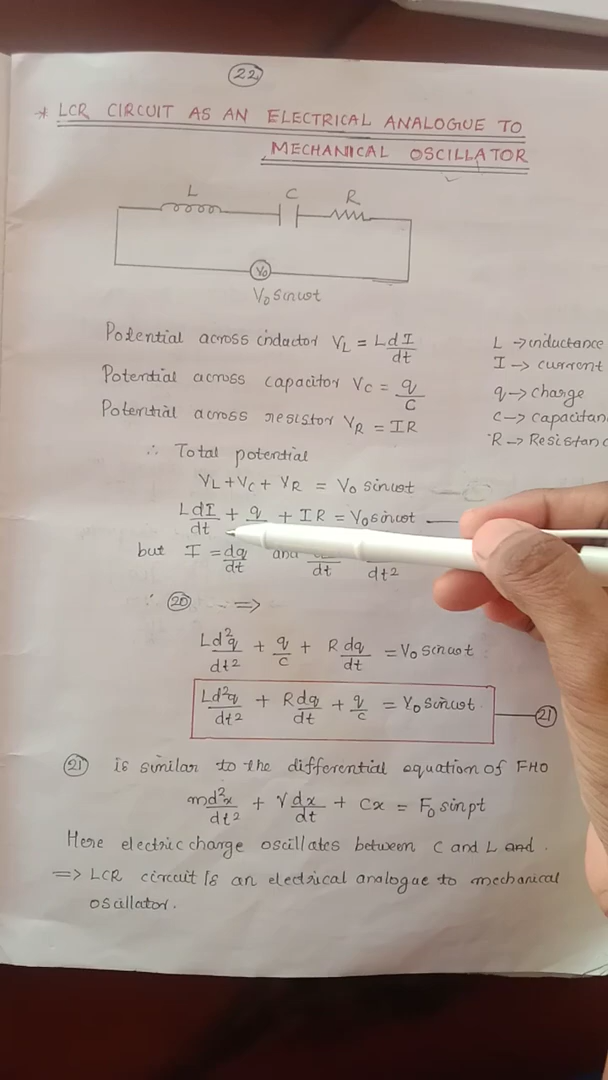 22
* LCR CIRCUIT AS AN ELECTRICAL ANALOGUE TO
MECHANICAL OSCILLATOR
L C R
V₀
V₀ sinωt
Potential across inductor V_L = L dI/dt
L → inductance
I → current
Potential across capacitor V_C = q/C
q → charge
Potential across resistor V_R = IR
C → Capacitan
R → Resistanc
∴ Total potential
V_L + V_C + V_R = V₀ sinωt
L dI/dt + q + IR = V₀ sinωt
but I = dq/dt and dt dt2
∴ 20 ⇒
L d²q/dt² + q/C + R dq/dt = V₀ sinωt
L d²q/dt² + R dq/dt + q/C = V₀ sinωt — 21
21 is similar to the differential equation of FHO
m d²x/dt² + γ dx/dt + Cx = F₀ sin pt
Here electric charge oscillates between C and L
⇒ LCR circuit is an electrical analogue to mechanical
oscillator.